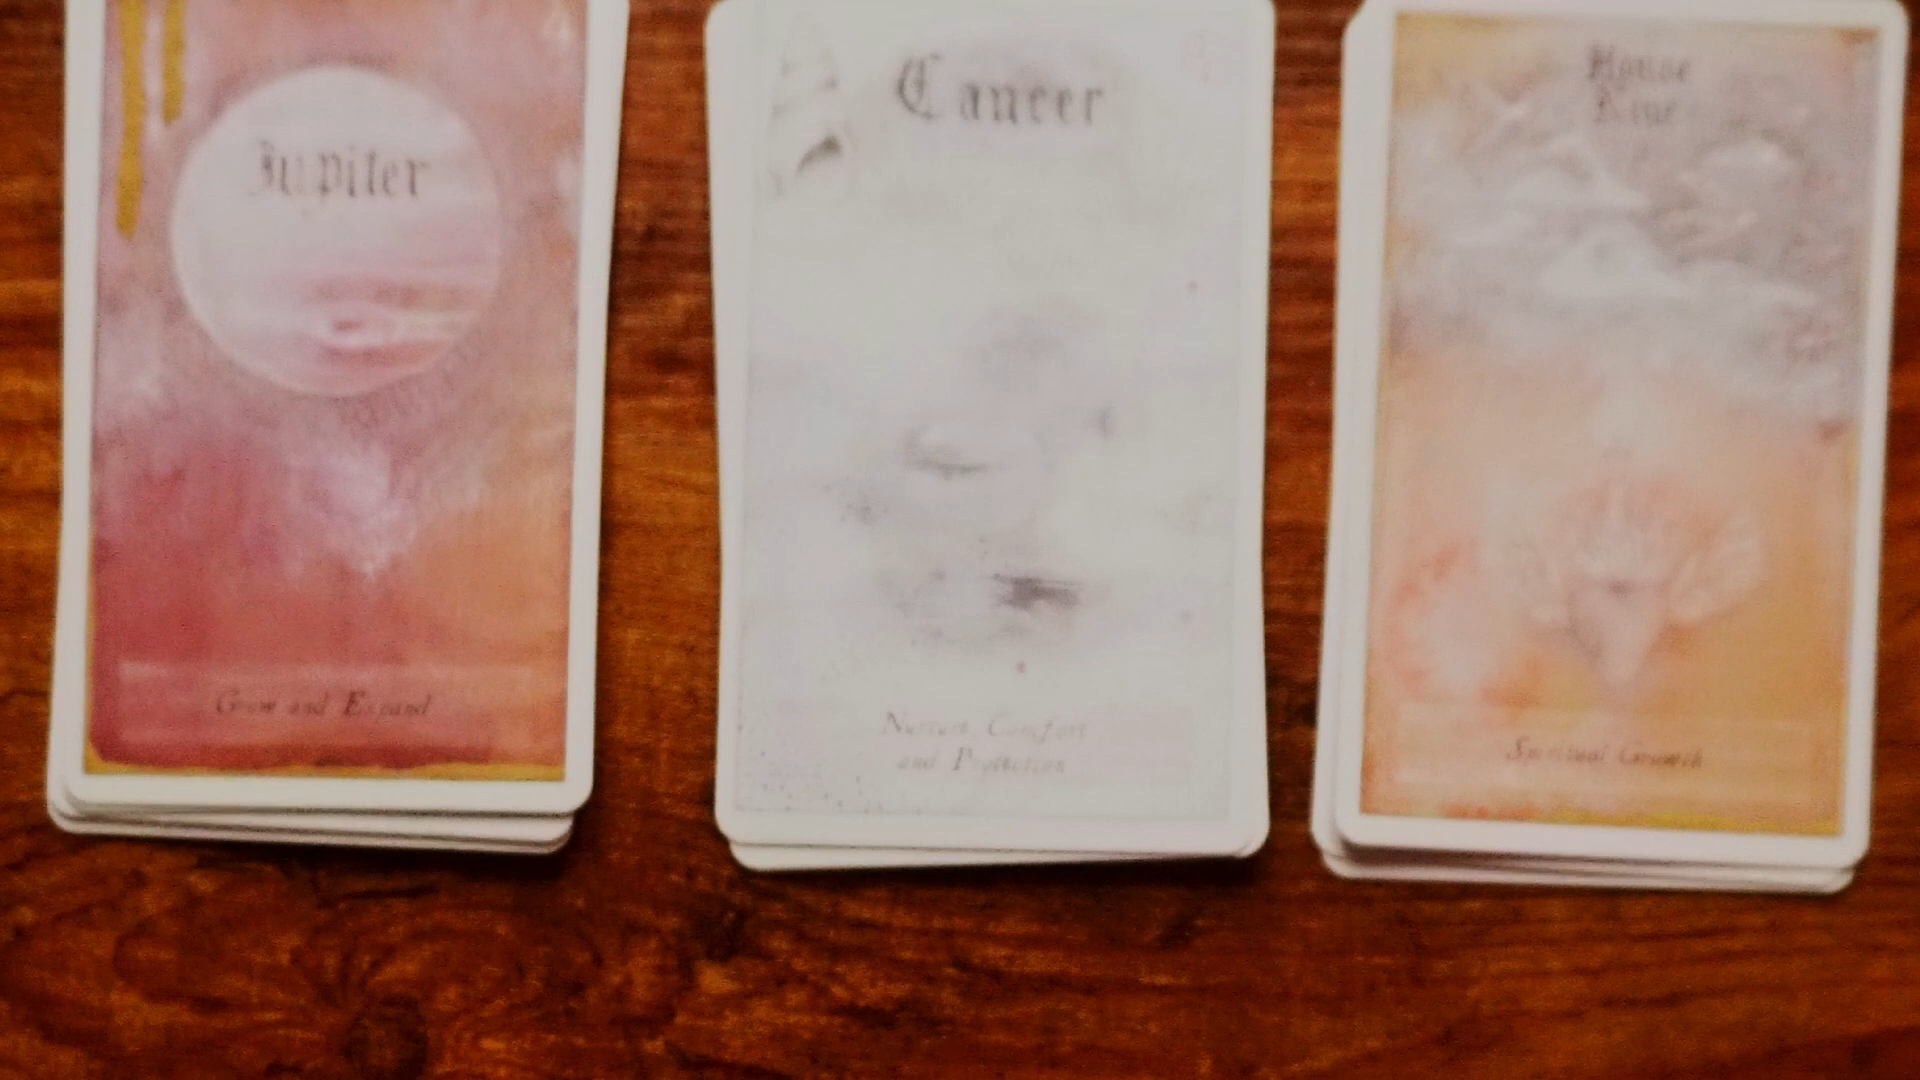 Jupiter
Grow and Expand
Cancer
Nurture, Comfort
and Protection
House
Nine
Spiritual Growth